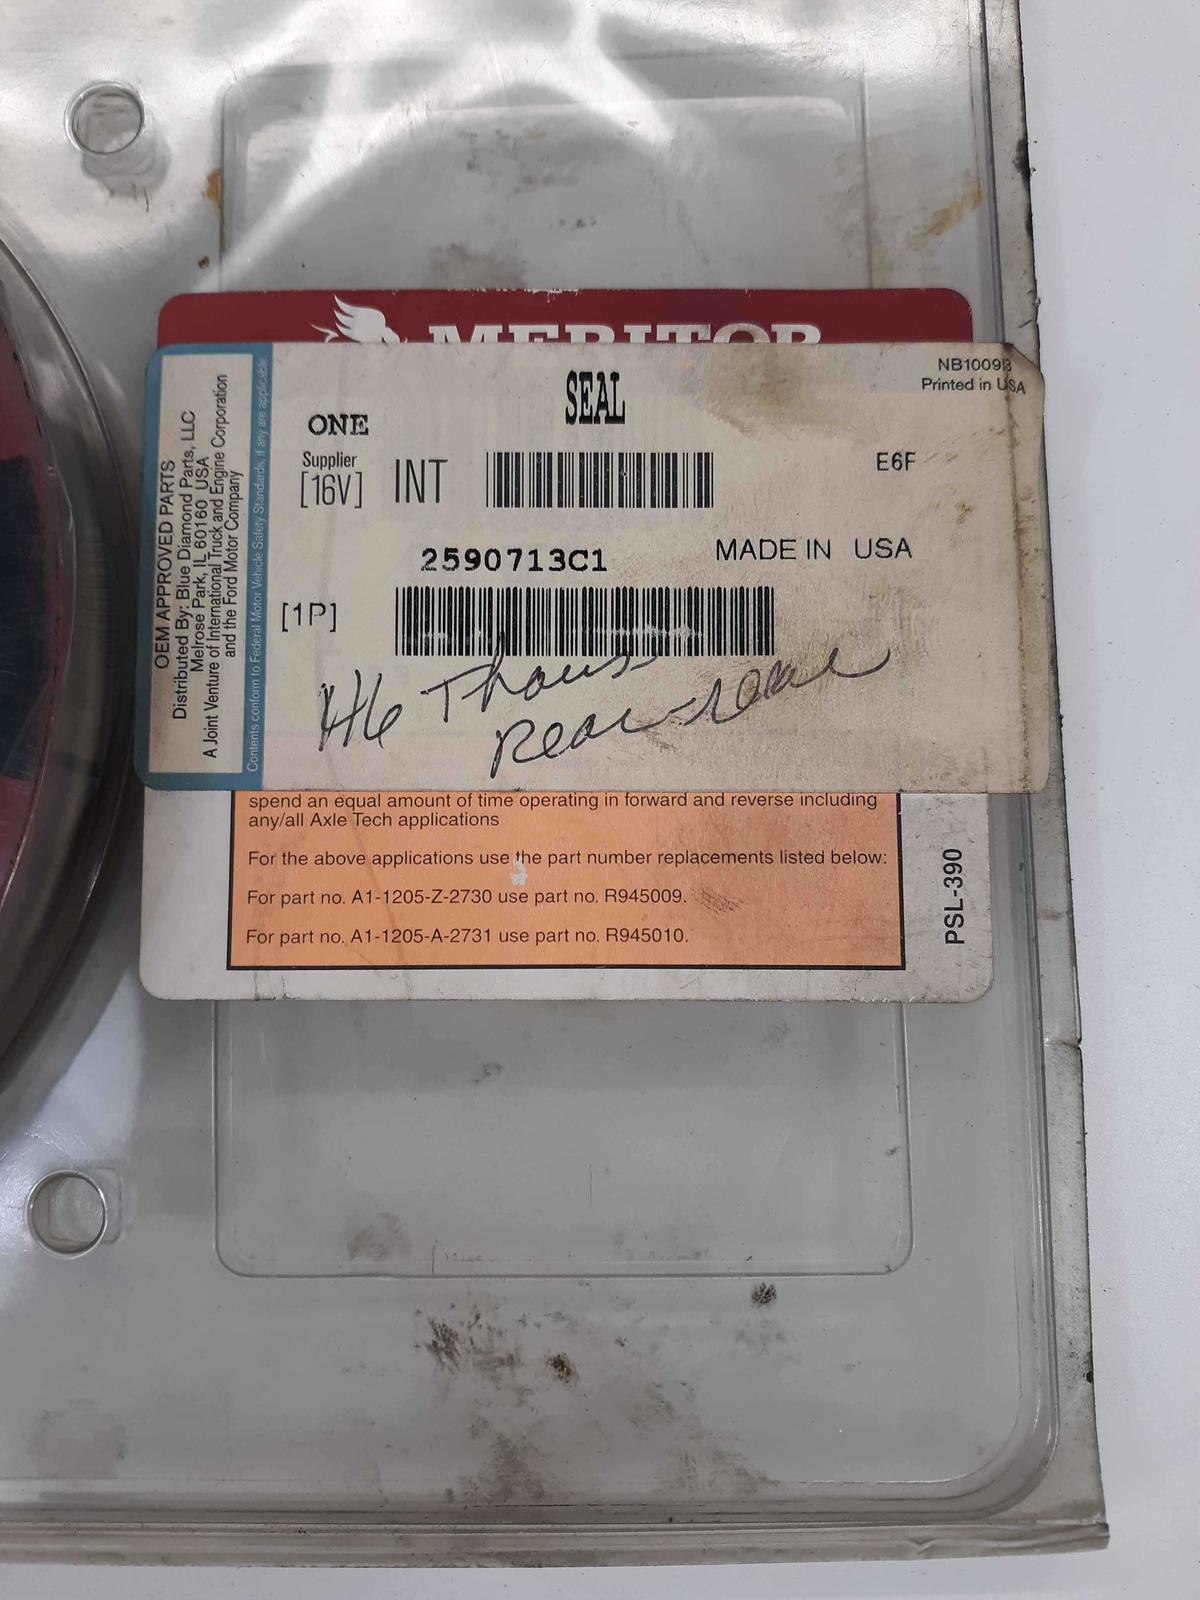 MERITOR
NB1009B
Printed in USA
SEAL
ONE
Supplier
[16V] INT
E6F
2590713C1
MADE IN USA
[1P]
Rear-rear
OEM APPROVED PARTS
Distributed By: Blue Diamond Parts, LLC
Melrose Park, IL 60160 USA
A Joint Venture of International Truck and Engine Corporation
and the Ford Motor Company
Contents conform to Federal Motor Vehicle Safety Standards, if any are applicable.
spend an equal amount of time operating in forward and reverse including
any/all Axle Tech applications
For the above applications use the part number replacements listed below:
For part no. A1-1205-Z-2730 use part no. R945009.
For part no. A1-1205-A-2731 use part no. R945010.
PSL-390